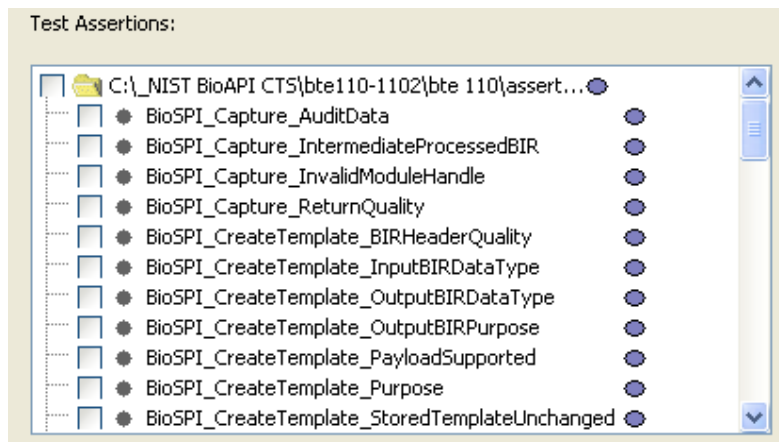 Test Assertions:
C:\_NIST BioAPI CTS\bte110-1102\bte 110\assert...
BioSPI_Capture_AuditData
BioSPI_Capture_IntermediateProcessedBIR
BioSPI_Capture_InvalidModuleHandle
BioSPI_Capture_ReturnQuality
BioSPI_CreateTemplate_BIRHeaderQuality
BioSPI_CreateTemplate_InputBIRDataType
BioSPI_CreateTemplate_OutputBIRDataType
BioSPI_CreateTemplate_OutputBIRPurpose
BioSPI_CreateTemplate_PayloadSupported
BioSPI_CreateTemplate_Purpose
BioSPI_CreateTemplate_StoredTemplateUnchanged